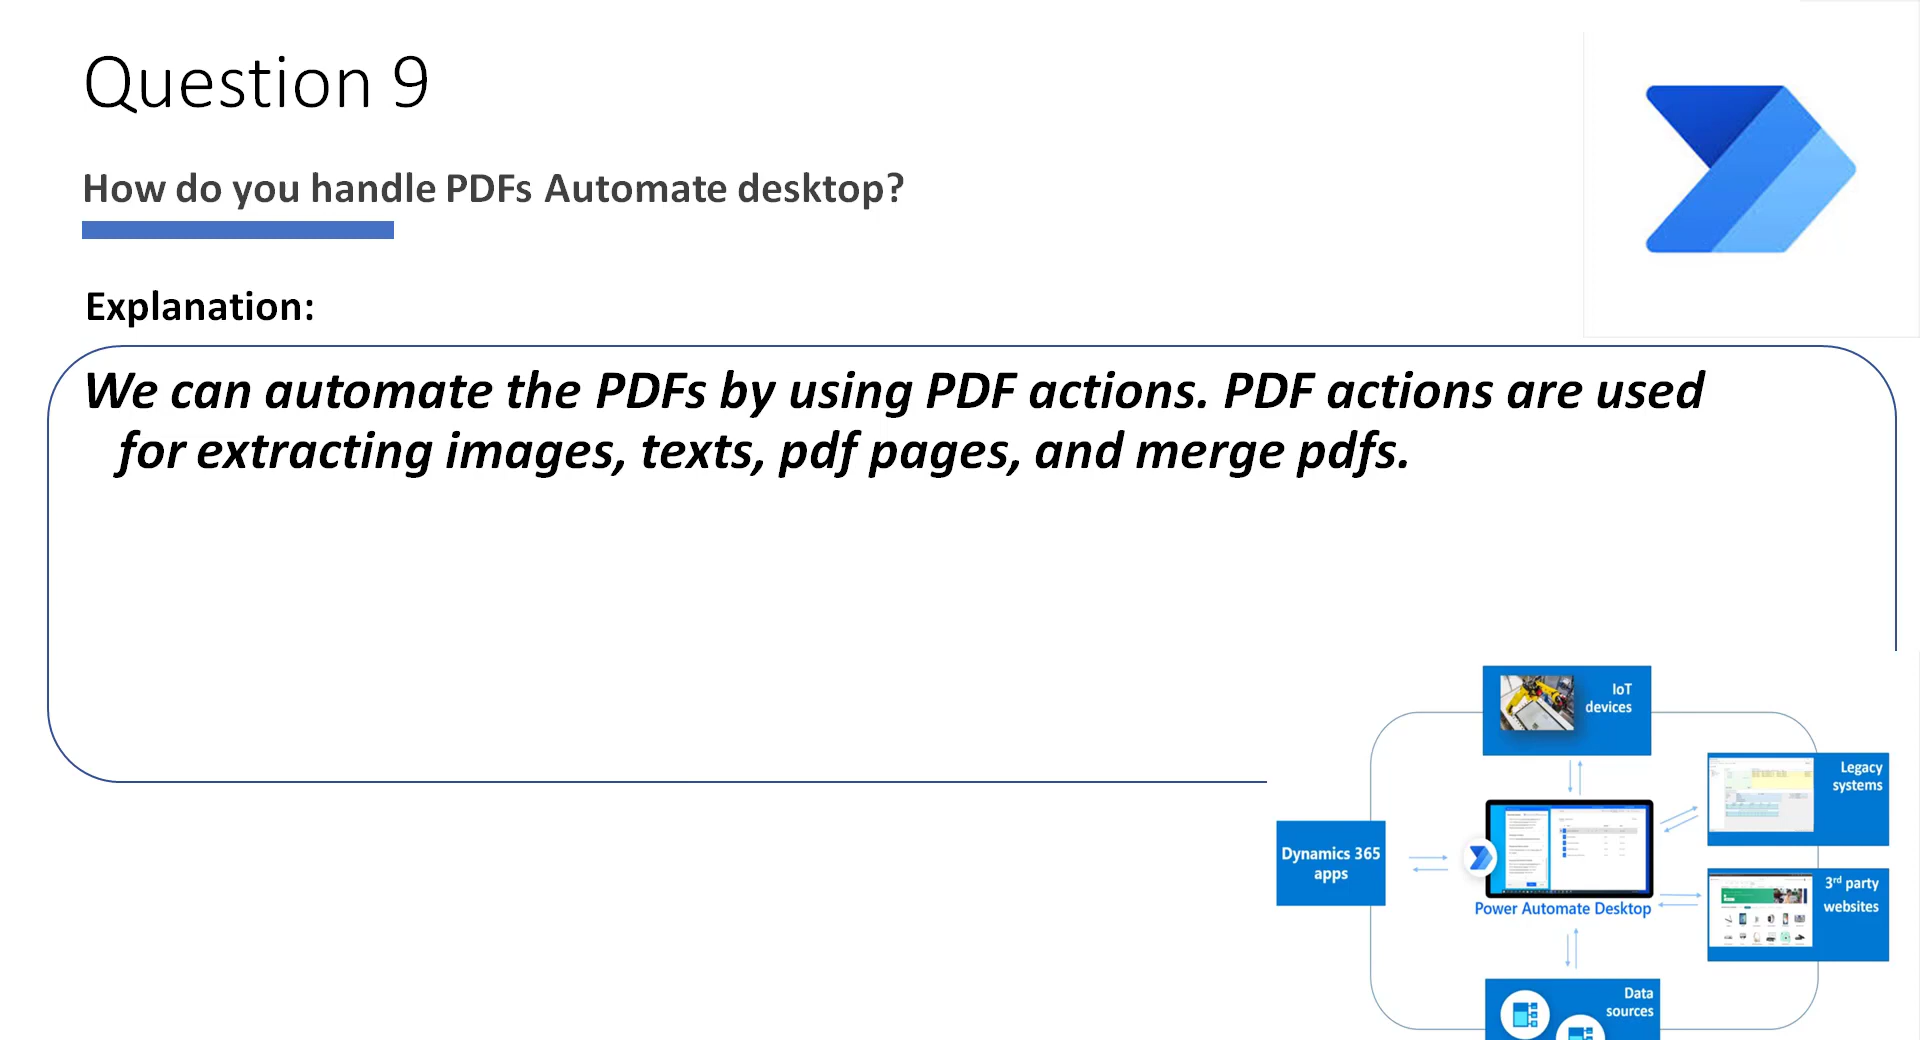 Question 9
How do you handle PDFs Automate desktop?
Explanation:
We can automate the PDFs by using PDF actions. PDF actions are used
for extracting images, texts, pdf pages, and merge pdfs.
IoT
devices
Legacy
systems
Dynamics 365
apps
3rd party
websites
Power Automate Desktop
Data
sources